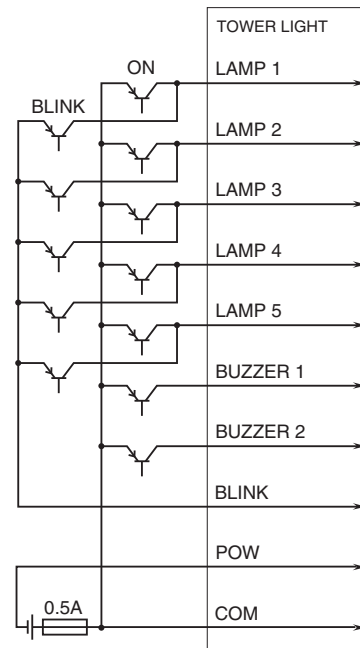 TOWER LIGHT
ON
LAMP 1
BLINK
LAMP 2
LAMP 3
LAMP 4
LAMP 5
BUZZER 1
BUZZER 2
BLINK
POW
0.5A
COM